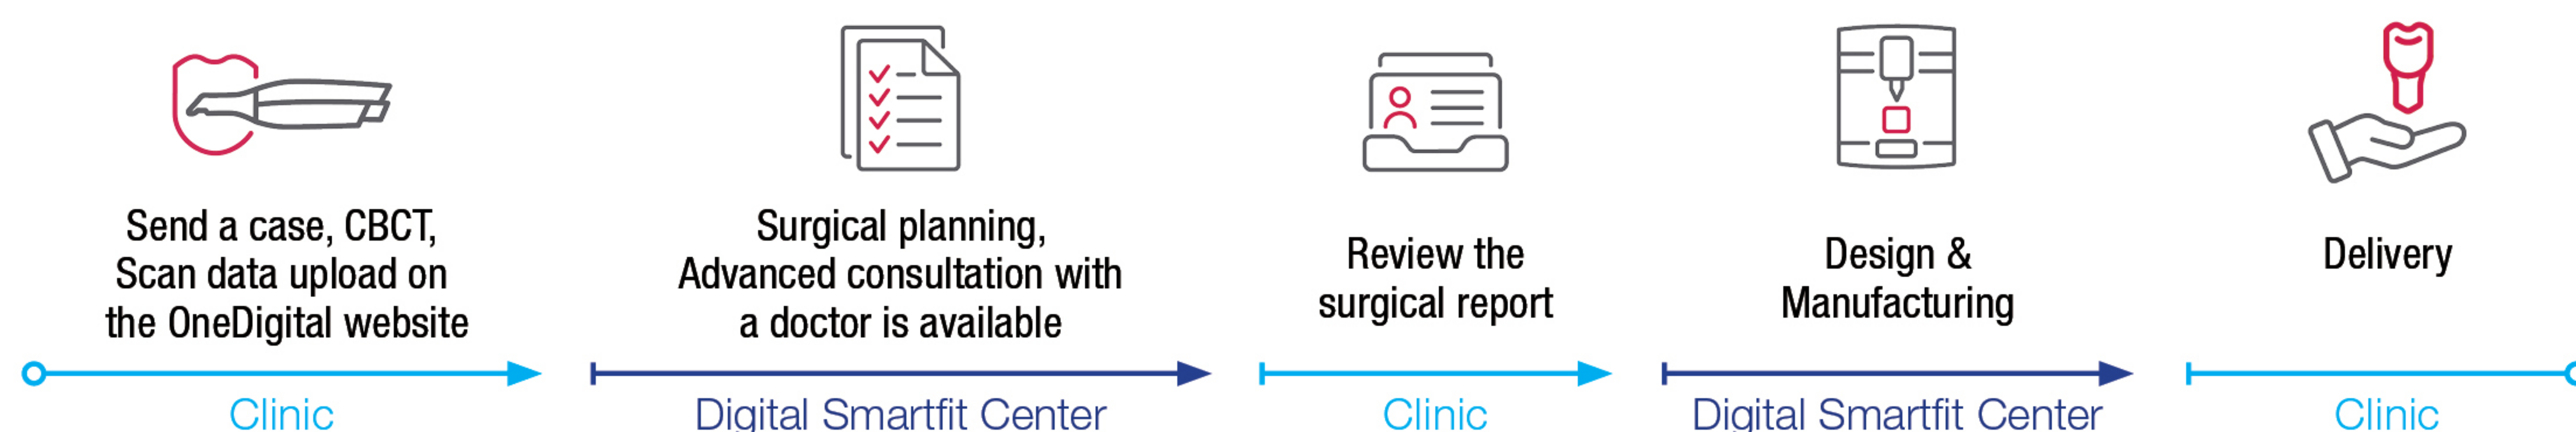 Send a case, CBCT,
Scan data upload on
the OneDigital website
Clinic
Surgical planning,
Advanced consultation with
a doctor is available
Digital Smartfit Center
Review the
surgical report
Clinic
Design &
Manufacturing
Digital Smartfit Center
Delivery
Clinic